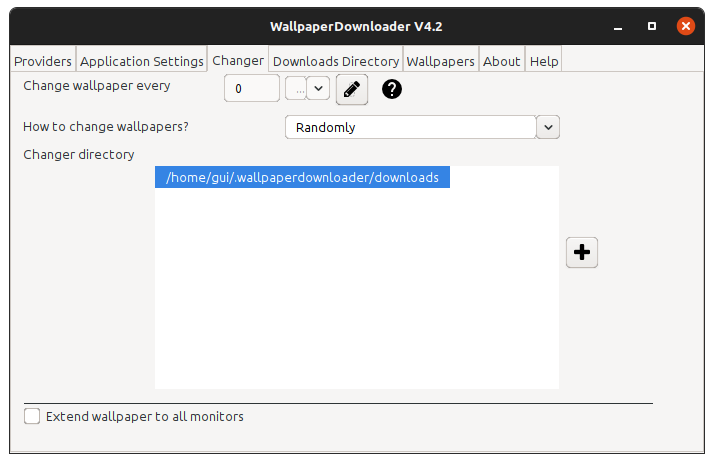 WallpaperDownloader V4.2
Providers Application Settings Changer Downloads Directory Wallpapers About Help
Change wallpaper every 0 ... ?
How to change wallpapers? Randomly
Changer directory
/home/gui/.wallpaperdownloader/downloads
Extend wallpaper to all monitors